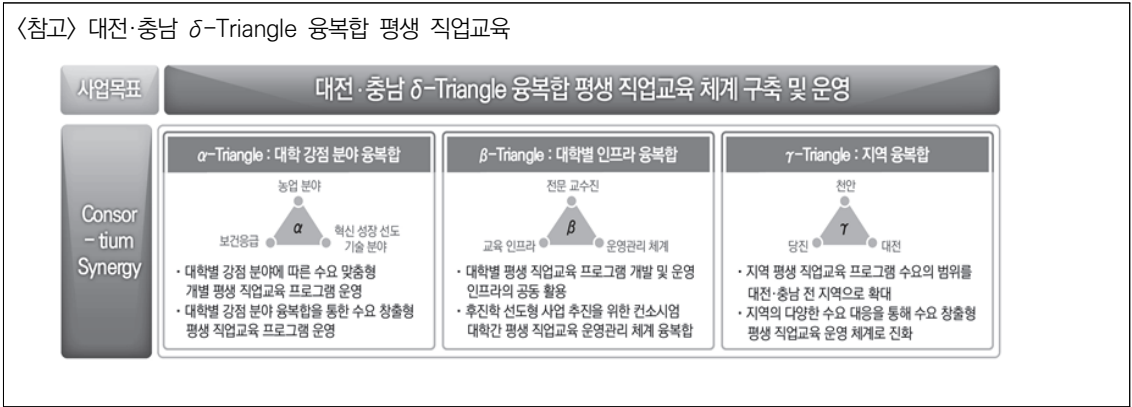 〈참고〉 대전·충남 δ-Triangle 융복합 평생 직업교육
사업목표
대전·충남 δ-Triangle 융복합 평생 직업교육 체계 구축 및 운영
Consor
- tium
Synergy
α-Triangle : 대학 강점 분야 융복합
농업 분야
α
보건응급
혁신 성장 선도
기술 분야
· 대학별 강점 분야에 따른 수요 맞춤형
개별 평생 직업교육 프로그램 운영
· 대학별 강점 분야 융복합을 통한 수요 창출형
평생 직업교육 프로그램 운영
β-Triangle : 대학별 인프라 융복합
전문 교수진
β
교육 인프라
운영관리 체계
· 대학별 평생 직업교육 프로그램 개발 및 운영
인프라의 공동 활용
· 후진학 선도형 사업 추진을 위한 컨소시엄
대학간 평생 직업교육 운영관리 체계 융복합
γ-Triangle : 지역 융복합
천안
γ
당진
대전
· 지역 평생 직업교육 프로그램 수요의 범위를
대전·충남 전 지역으로 확대
· 지역의 다양한 수요 대응을 통해 수요 창출형
평생 직업교육 운영 체계로 진화